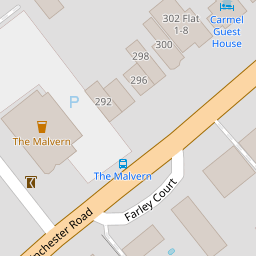 302 Flat
1-8
Carmel
Guest
House
300
298
296
292
P
The Malvern
The Malvern
Farley Court
nchester Road